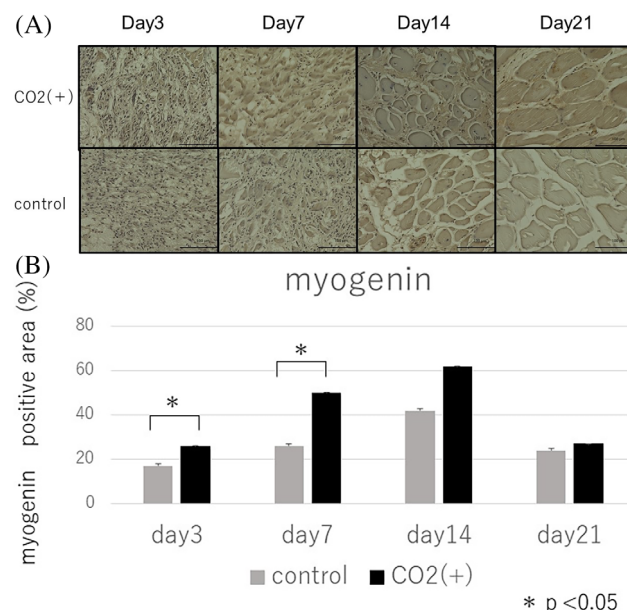 (A)
Day3 Day7 Day14 Day21
CO2(+)
control
(B)
myogenin
myogenin positive area (%)
80
60
40
20
0
*
*
day3 day7 day14 day21
control CO2(+)
* p <0.05